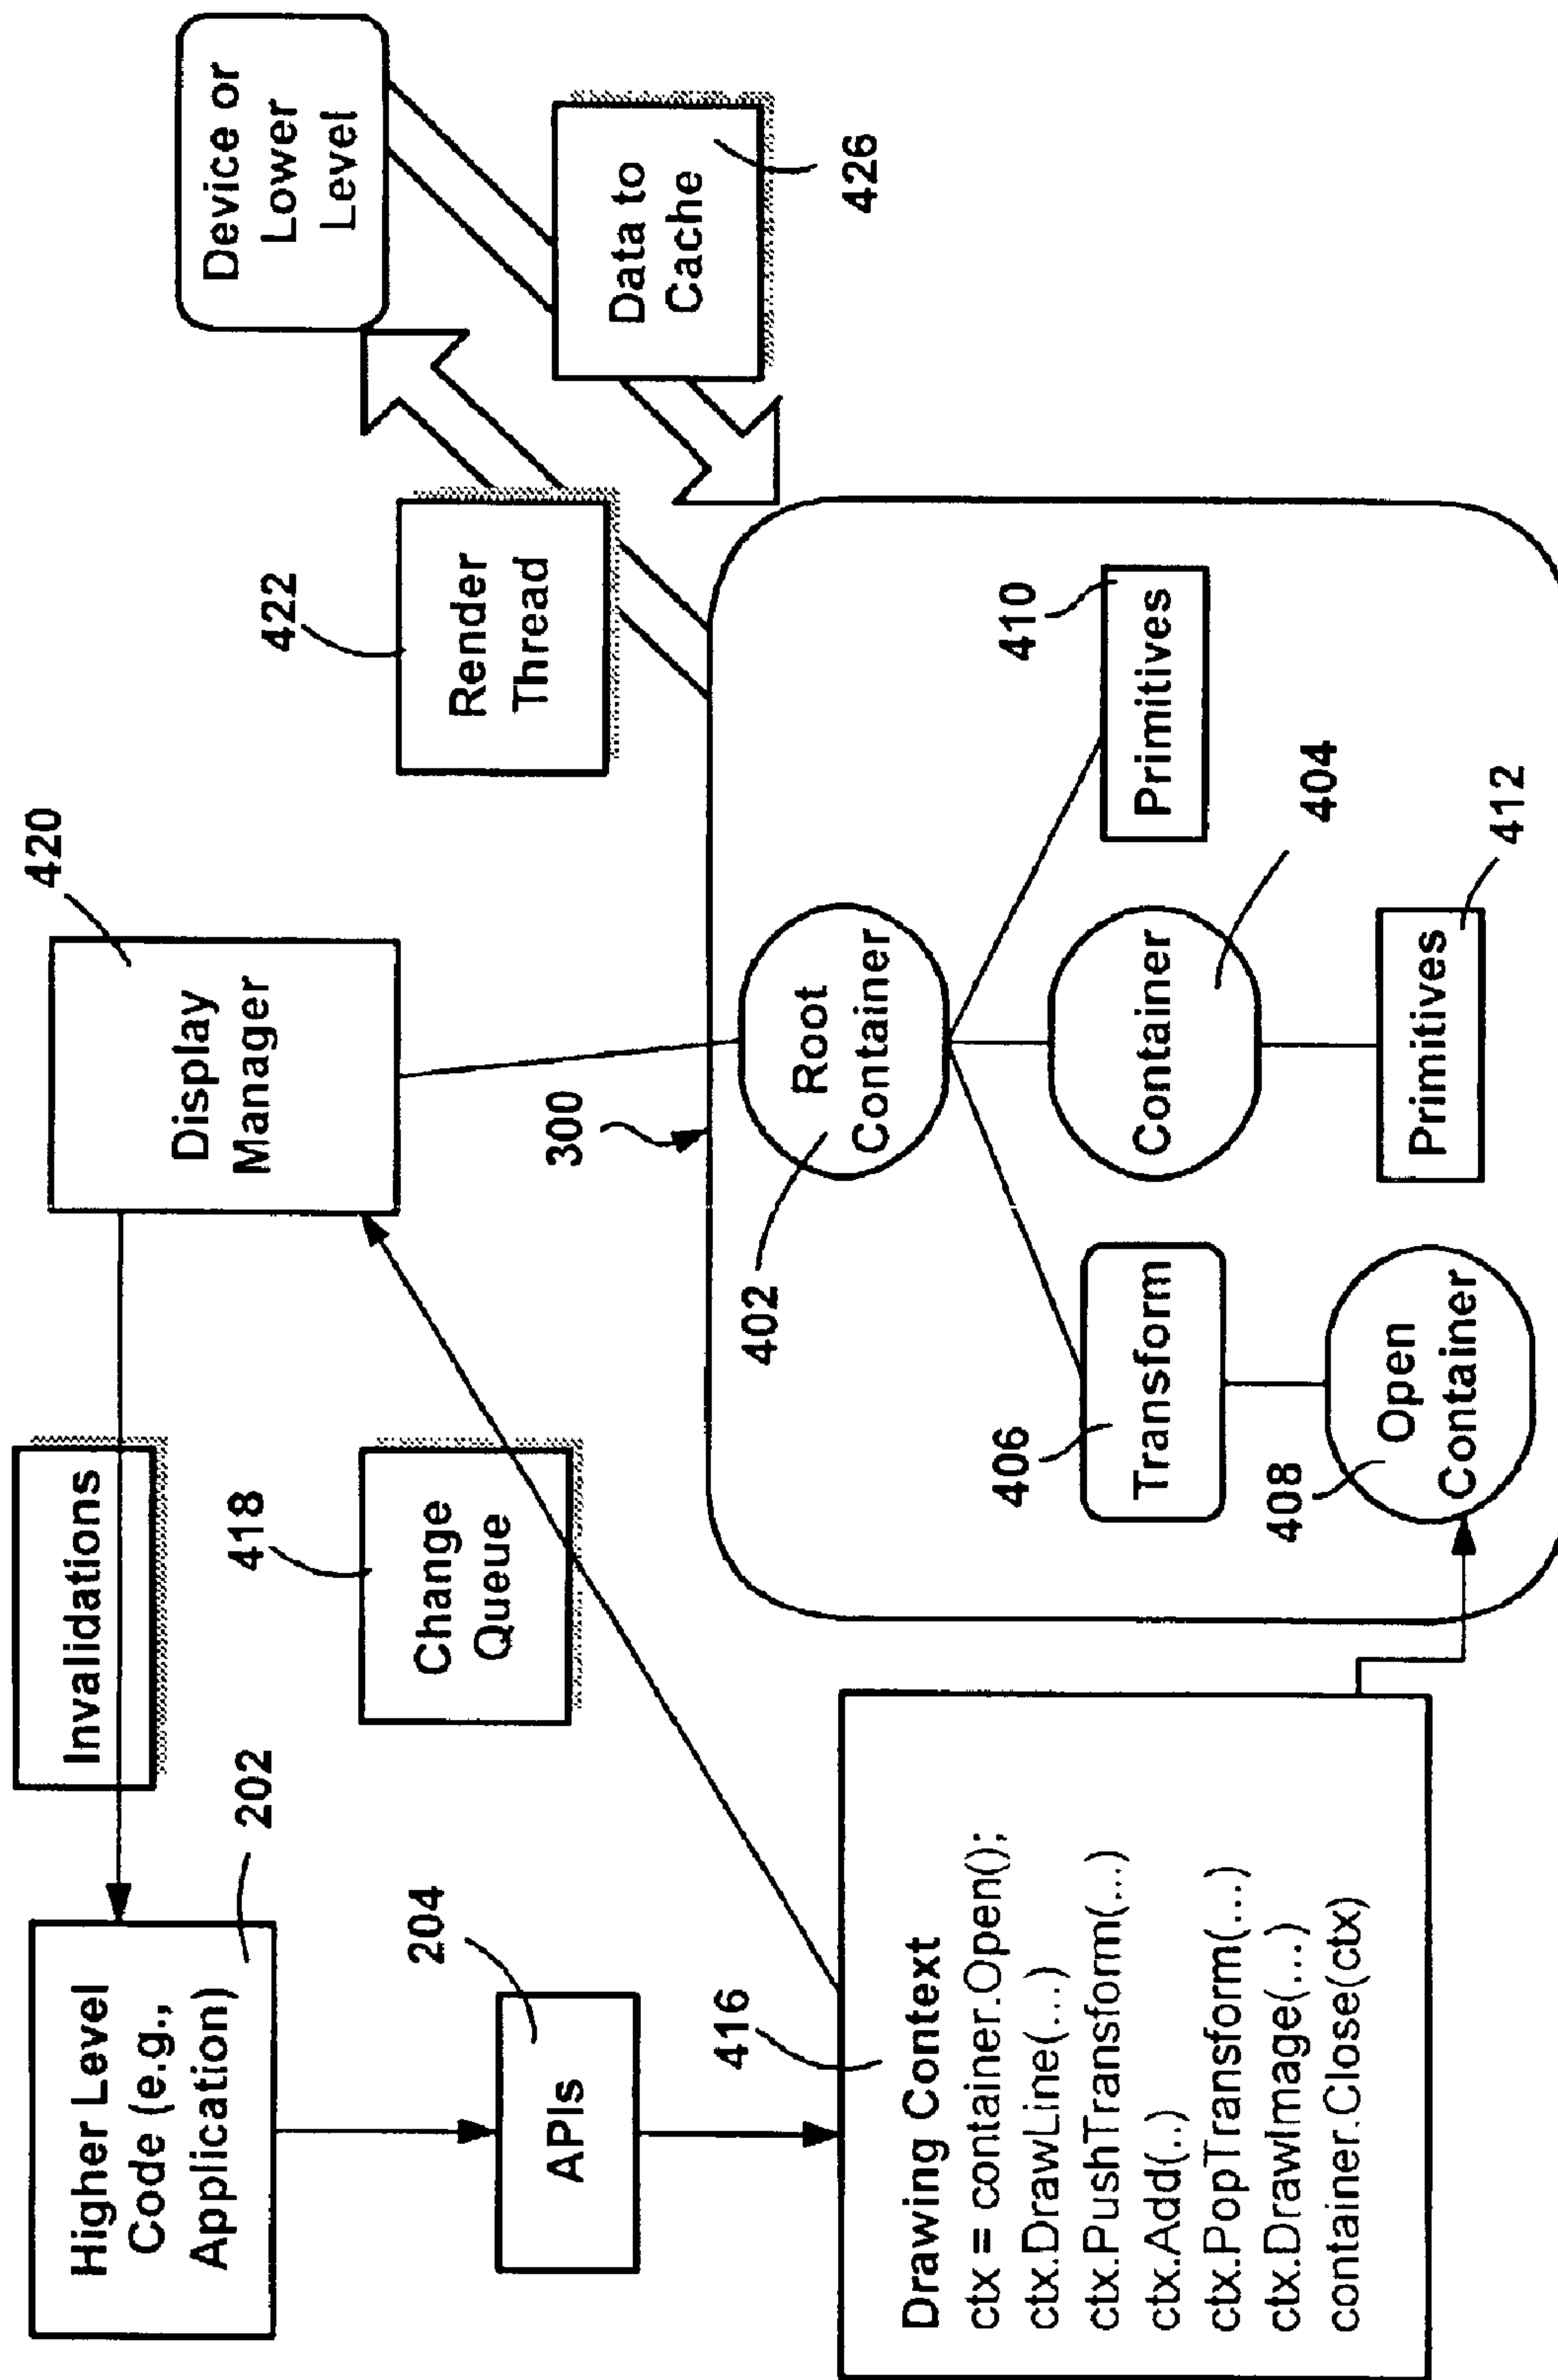 Higher Level
Code (e.g.,
Application)
202
Invalidations
Display
Manager
420
Device or
Lower
Level
APIs
204
Change
Queue
418
Render
Thread
422
Data to
Cache
426
416
Drawing Context
ctx = container.Open();
ctx.DrawLine(...)
ctx.PushTransform(...)
ctx.Add(..)
ctx.PopTransform(...)
ctx.DrawImage(...)
container.Close(ctx)
300
402
Root
Container
406
Transform
Container
404
Primitives
410
408
Open
Container
Primitives
412